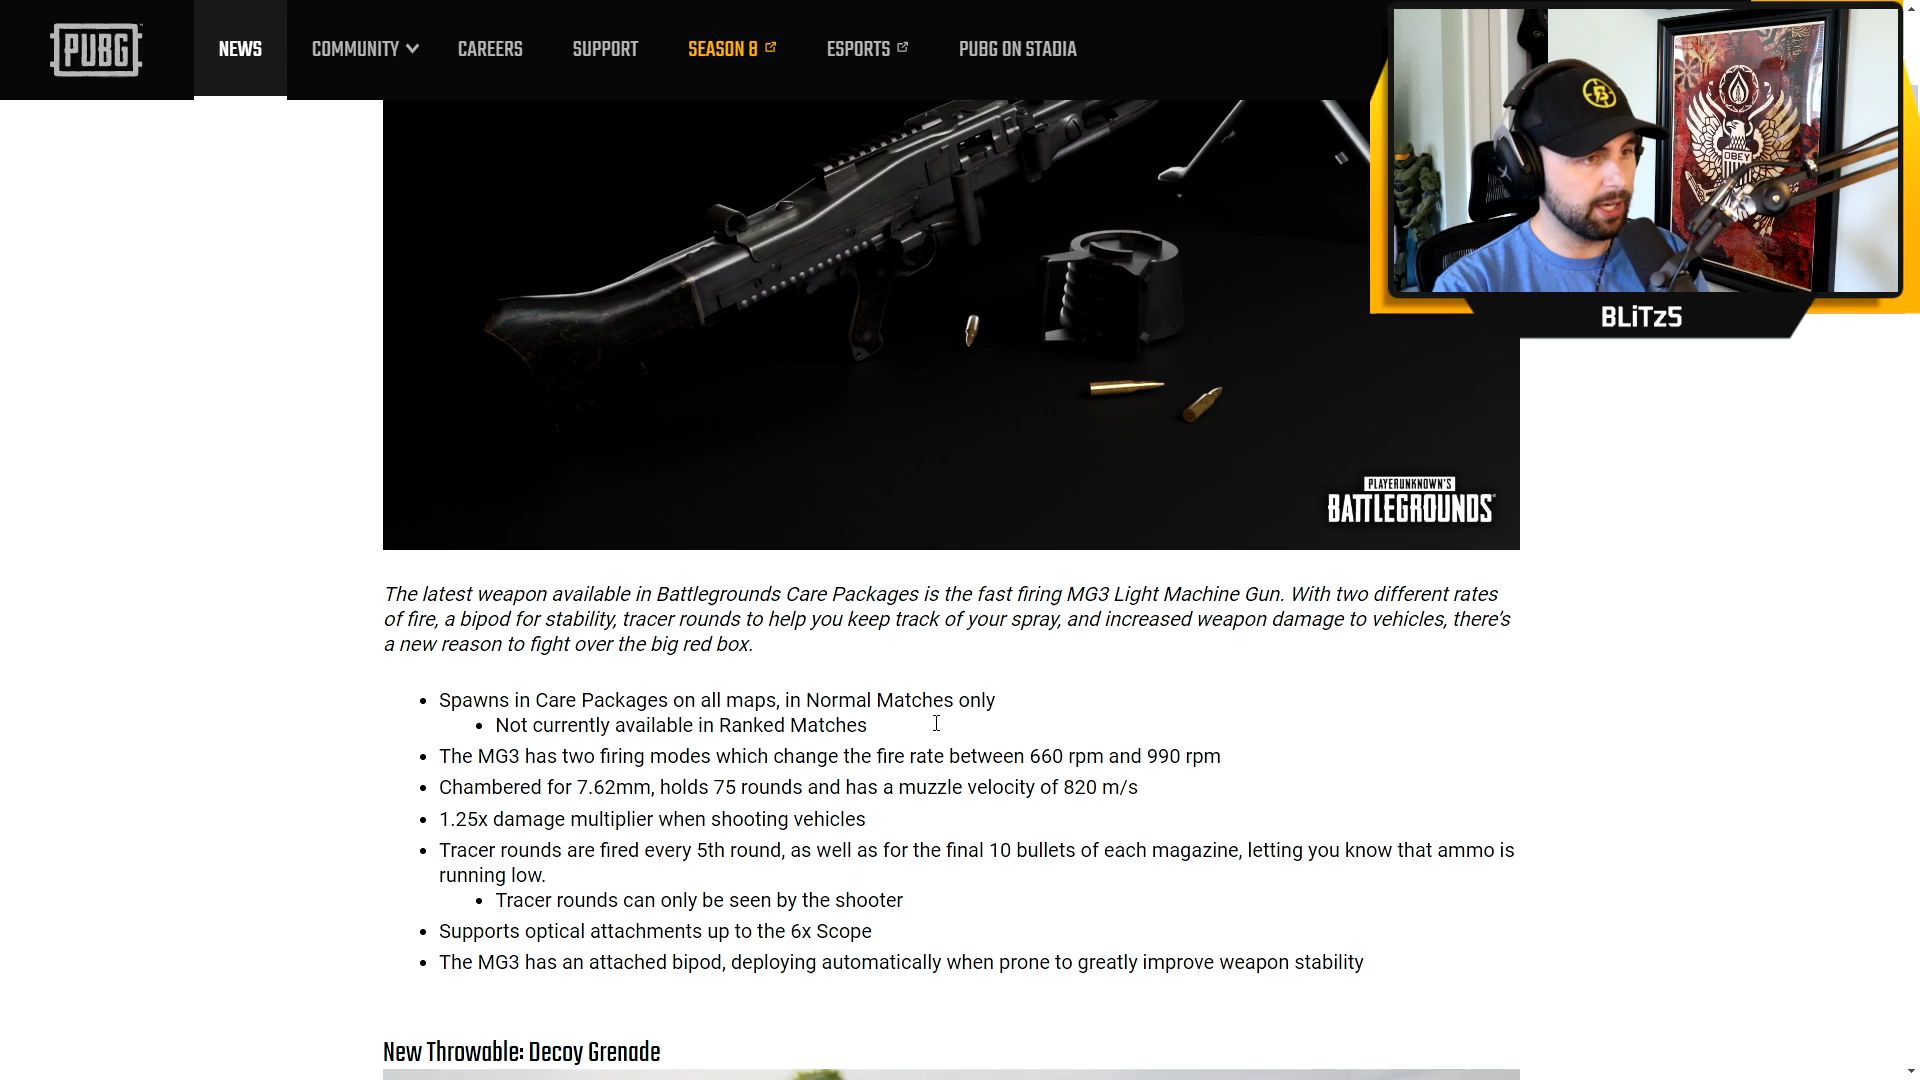 PUBG
NEWS
COMMUNITY
CAREERS
SUPPORT
SEASON 8
ESPORTS
PUBG ON STADIA
OBEY
BLiTz5
PLAYERUNKNOWN'S
BATTLEGROUNDS
The latest weapon available in Battlegrounds Care Packages is the fast firing MG3 Light Machine Gun. With two different rates
of fire, a bipod for stability, tracer rounds to help you keep track of your spray, and increased weapon damage to vehicles, there's
a new reason to fight over the big red box.
• Spawns in Care Packages on all maps, in Normal Matches only
• Not currently available in Ranked Matches
• The MG3 has two firing modes which change the fire rate between 660 rpm and 990 rpm
• Chambered for 7.62mm, holds 75 rounds and has a muzzle velocity of 820 m/s
• 1.25x damage multiplier when shooting vehicles
• Tracer rounds are fired every 5th round, as well as for the final 10 bullets of each magazine, letting you know that ammo is
running low.
• Tracer rounds can only be seen by the shooter
• Supports optical attachments up to the 6x Scope
• The MG3 has an attached bipod, deploying automatically when prone to greatly improve weapon stability
New Throwable: Decoy Grenade